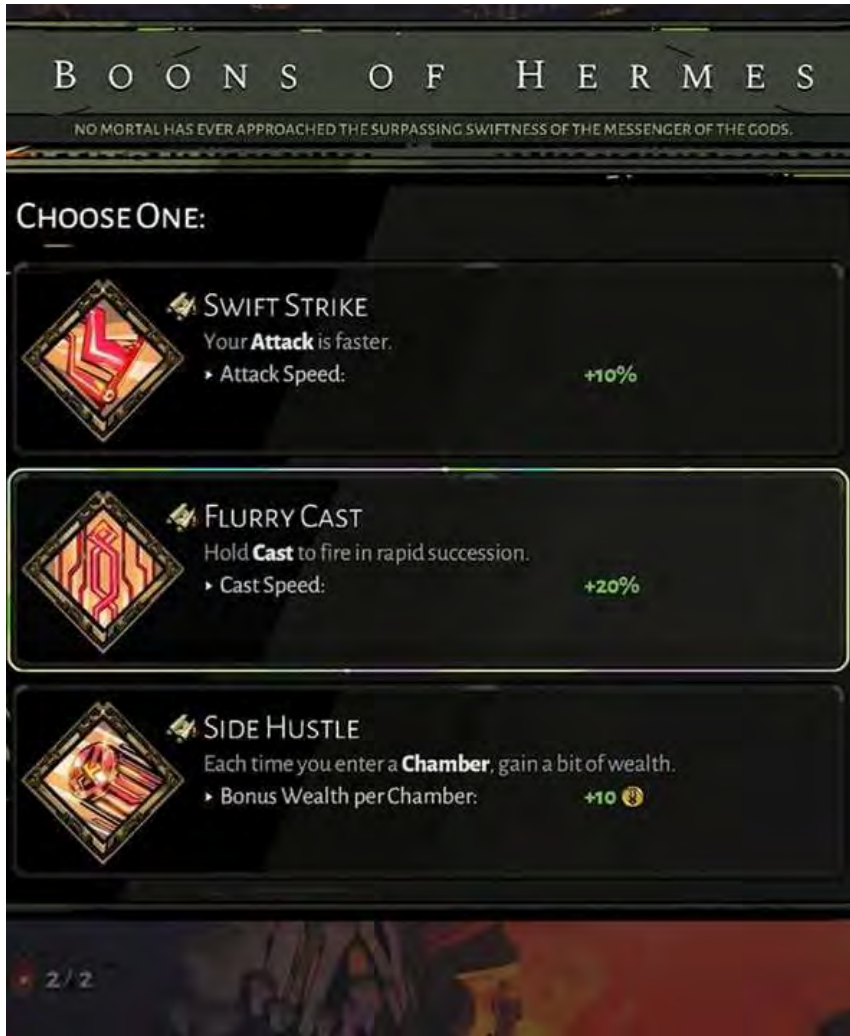 BOONS OF HERMES
NO MORTAL HAS EVER APPROACHED THE SURPASSING SWIFTNESS OF THE MESSENGER OF THE GODS.
CHOOSE ONE:
SWIFT STRIKE
Your Attack is faster.
▸ Attack Speed: +10%
FLURRY CAST
Hold Cast to fire in rapid succession.
▸ Cast Speed: +20%
SIDE HUSTLE
Each time you enter a Chamber, gain a bit of wealth.
▸ Bonus Wealth per Chamber: +10
2/2